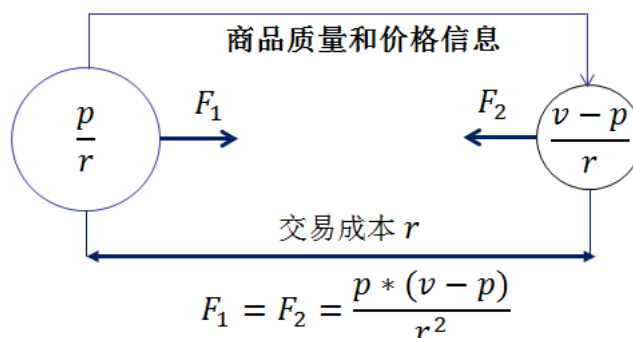 商品质量和价格信息
F₁
F₂
p/r
(v − p)/r
交易成本 r
F₁ = F₂ = p * (v − p)/r²